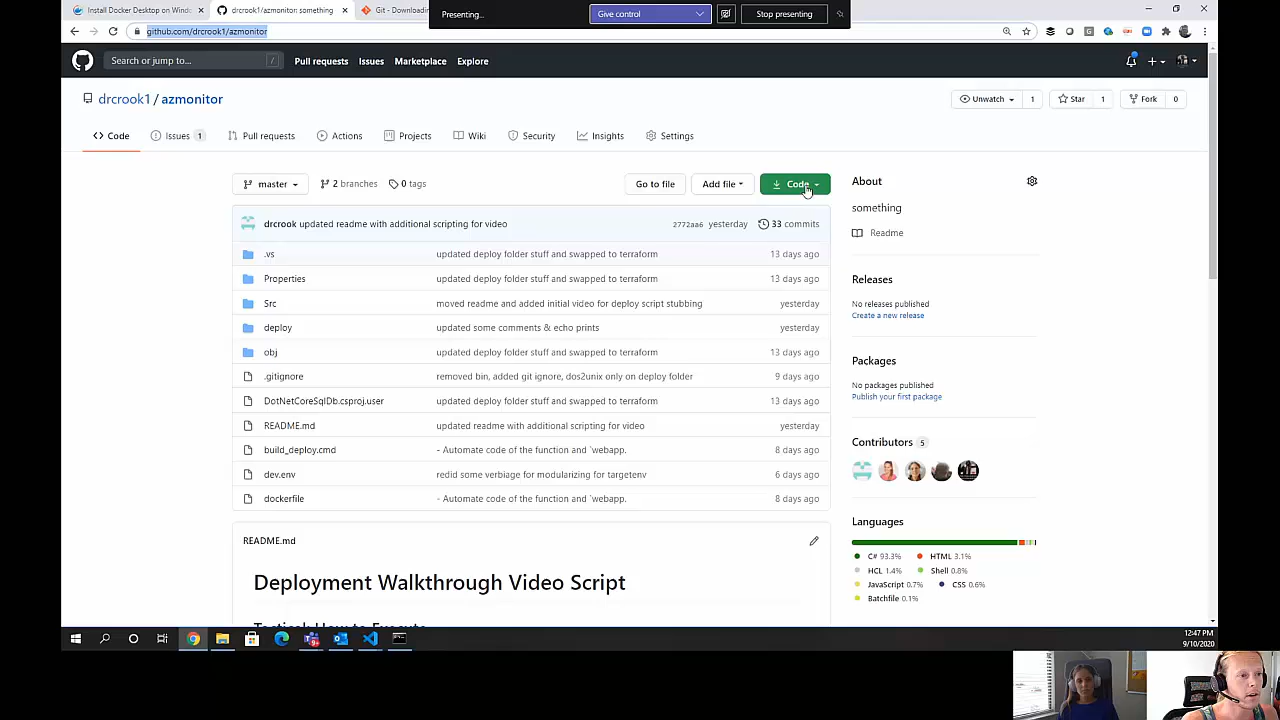 Install Docker Desktop on Windo
drcrook1/azmonitor: something
Git - Downloadin
Presenting...
Give control
Stop presenting
github.com/drcrook1/azmonitor
Search or jump to...
/
Pull requests
Issues
Marketplace
Explore
drcrook1 / azmonitor
Unwatch 1
Star 1
Fork 0
Code
Issues 1
Pull requests
Actions
Projects
Wiki
Security
Insights
Settings
master
2 branches
0 tags
Go to file
Add file
Code
drcrook updated readme with additional scripting for video 2772aa6 yesterday 33 commits
.vs updated deploy folder stuff and swapped to terraform 13 days ago
Properties updated deploy folder stuff and swapped to terraform 13 days ago
Src moved readme and added initial video for deploy script stubbing yesterday
deploy updated some comments & echo prints yesterday
obj updated deploy folder stuff and swapped to terraform 13 days ago
.gitignore removed bin, added git ignore, dos2unix only on deploy folder 9 days ago
DotNetCoreSqlDb.csproj.user updated deploy folder stuff and swapped to terraform 13 days ago
README.md updated readme with additional scripting for video yesterday
build_deploy.cmd - Automate code of the function and `webapp. 8 days ago
dev.env redid some verbiage for modularizing for targetenv 6 days ago
dockerfile - Automate code of the function and `webapp. 8 days ago
README.md
Deployment Walkthrough Video Script
Tactical: How to Execute
About
something
Readme
Releases
No releases published
Create a new release
Packages
No packages published
Publish your first package
Contributors 5
Languages
C# 93.3% HTML 3.1%
HCL 1.4% Shell 0.8%
JavaScript 0.7% CSS 0.6%
Batchfile 0.1%
12:47 PM
9/10/2020